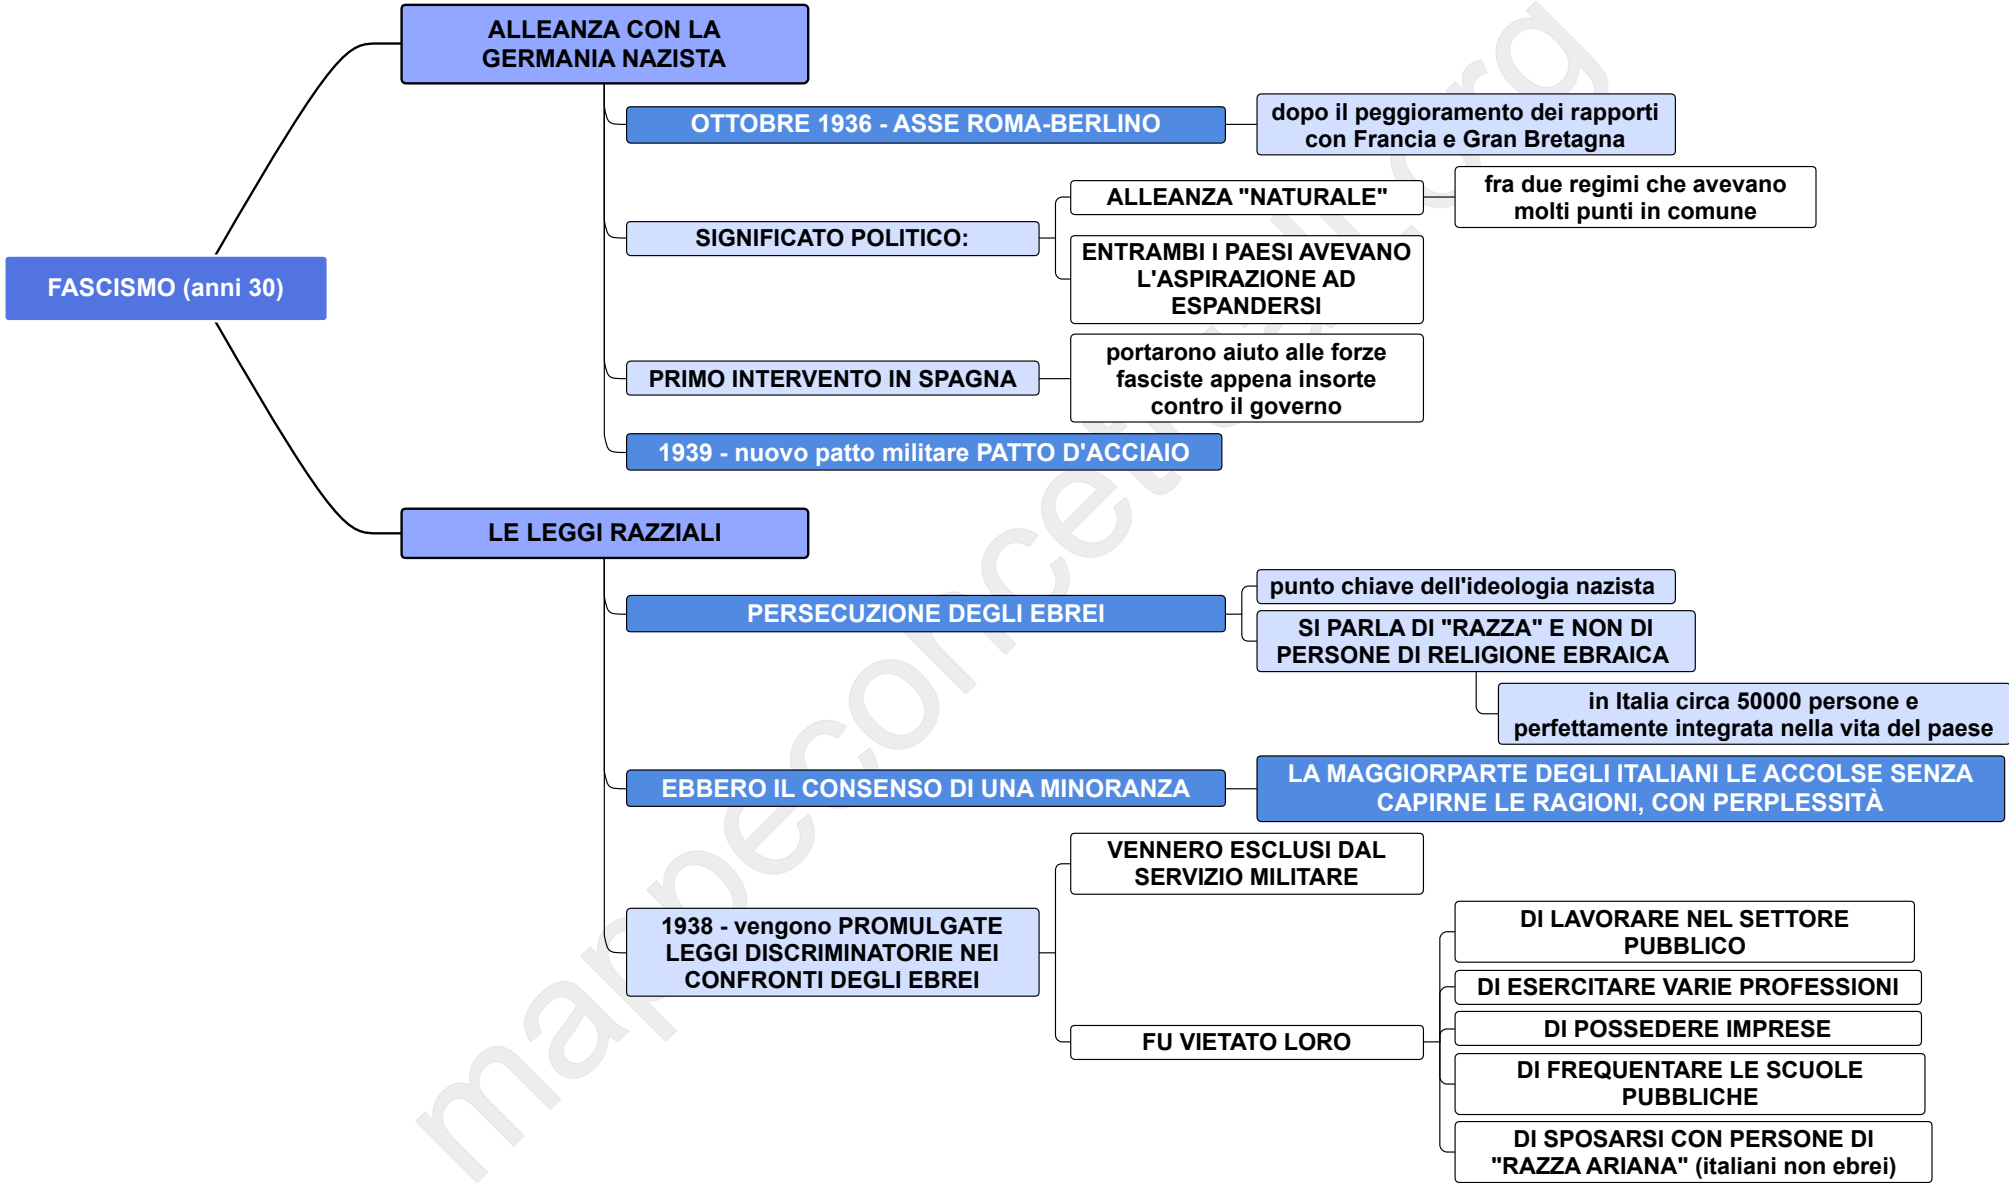 ALLEANZA CON LA
GERMANIA NAZISTA
OTTOBRE 1936 - ASSE ROMA-BERLINO
dopo il peggioramento dei rapporti
con Francia e Gran Bretagna
ALLEANZA "NATURALE"
fra due regimi che avevano
molti punti in comune
SIGNIFICATO POLITICO:
ENTRAMBI I PAESI AVEVANO
L'ASPIRAZIONE AD
ESPANDERSI
FASCISMO (anni 30)
PRIMO INTERVENTO IN SPAGNA
portarono aiuto alle forze
fasciste appena insorte
contro il governo
1939 - nuovo patto militare PATTO D'ACCIAIO
LE LEGGI RAZZIALI
PERSECUZIONE DEGLI EBREI
punto chiave dell'ideologia nazista
SI PARLA DI "RAZZA" E NON DI
PERSONE DI RELIGIONE EBRAICA
in Italia circa 50000 persone e
perfettamente integrata nella vita del paese
EBBERO IL CONSENSO DI UNA MINORANZA
LA MAGGIORPARTE DEGLI ITALIANI LE ACCOLSE SENZA
CAPIRNE LE RAGIONI, CON PERPLESSITÀ
1938 - vengono PROMULGATE
LEGGI DISCRIMINATORIE NEI
CONFRONTI DEGLI EBREI
VENNERO ESCLUSI DAL
SERVIZIO MILITARE
FU VIETATO LORO
DI LAVORARE NEL SETTORE
PUBBLICO
DI ESERCITARE VARIE PROFESSIONI
DI POSSEDERE IMPRESE
DI FREQUENTARE LE SCUOLE
PUBBLICHE
DI SPOSARSI CON PERSONE DI
"RAZZA ARIANA" (italiani non ebrei)